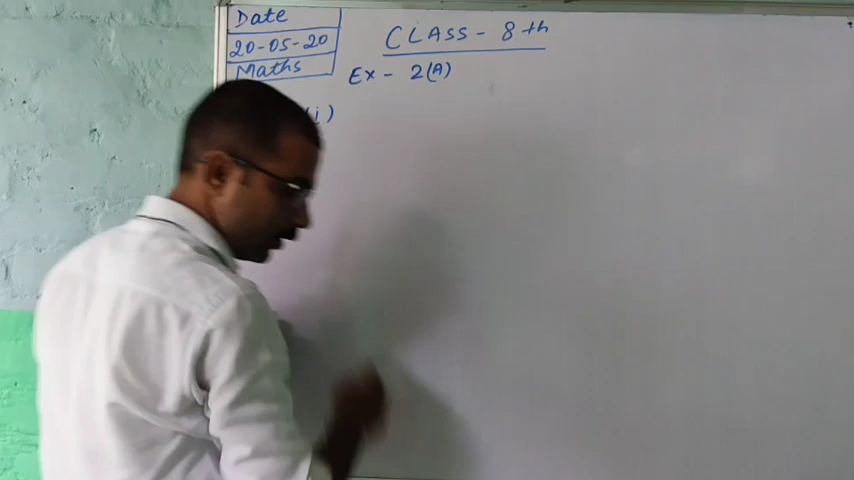 Date
20-05-20
Maths
CLASS - 8th
Ex - 2(A)
i)